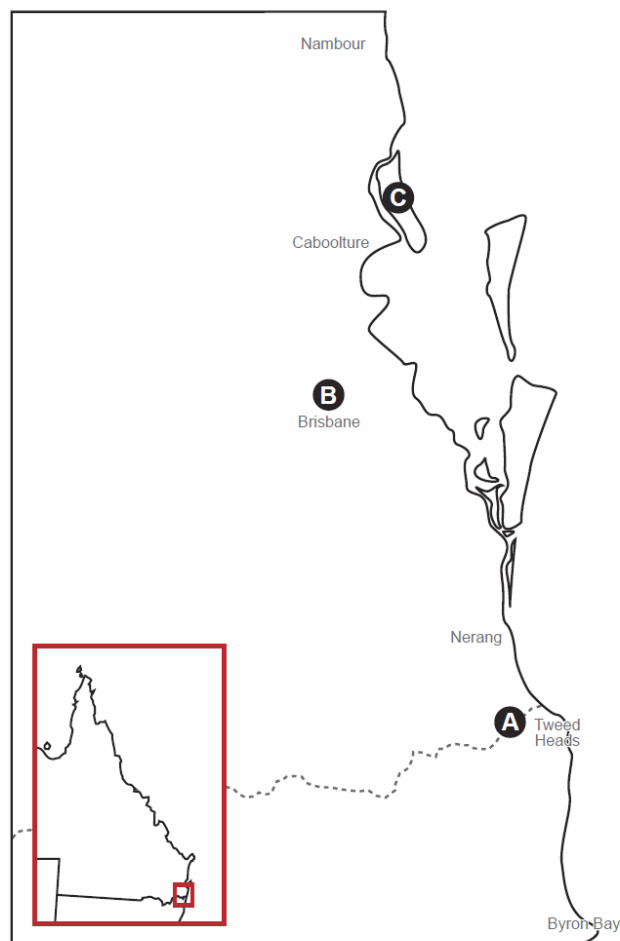 Nambour
C
Caboolture
B
Brisbane
Nerang
A
Tweed
Heads
Byron Bay